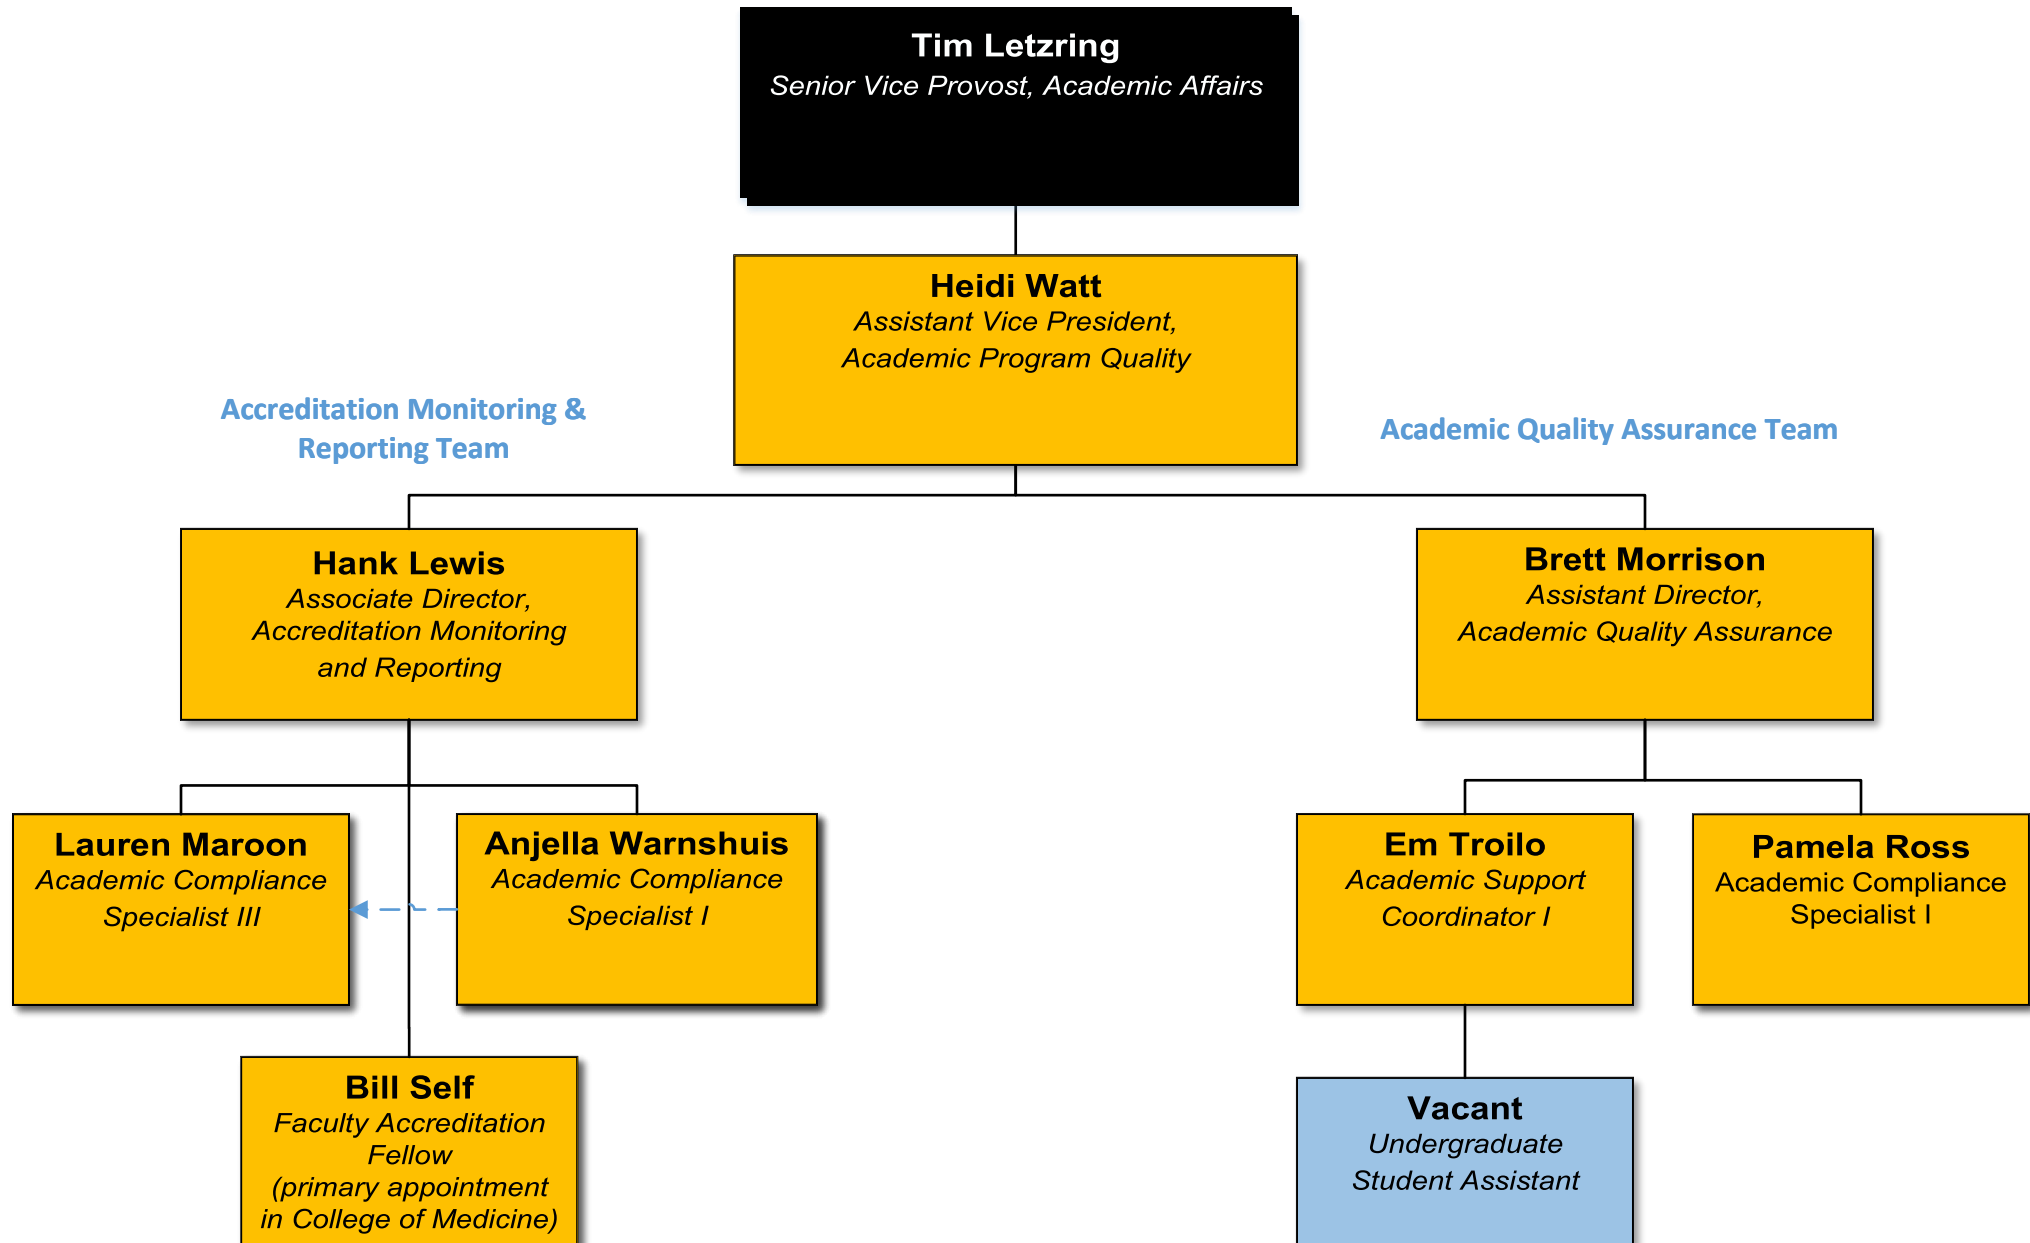 Tim Letzring
Senior Vice Provost, Academic Affairs
Heidi Watt
Assistant Vice President,
Academic Program Quality
Accreditation Monitoring &
Reporting Team
Academic Quality Assurance Team
Hank Lewis
Associate Director,
Accreditation Monitoring
and Reporting
Brett Morrison
Assistant Director,
Academic Quality Assurance
Lauren Maroon
Academic Compliance
Specialist III
Anjella Warnshuis
Academic Compliance
Specialist I
Em Troilo
Academic Support
Coordinator I
Pamela Ross
Academic Compliance
Specialist I
Bill Self
Faculty Accreditation
Fellow
(primary appointment
in College of Medicine)
Vacant
Undergraduate
Student Assistant